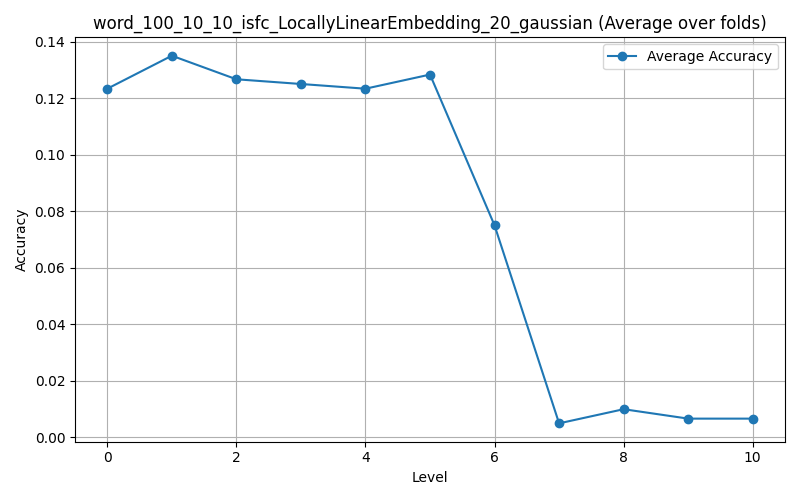 word_100_10_10_isfc_LocallyLinearEmbedding_20_gaussian (Average over folds)
Average Accuracy
0.14
0.12
0.10
0.08
0.06
0.04
0.02
0.00
Accuracy
0 2 4 6 8 10
Level